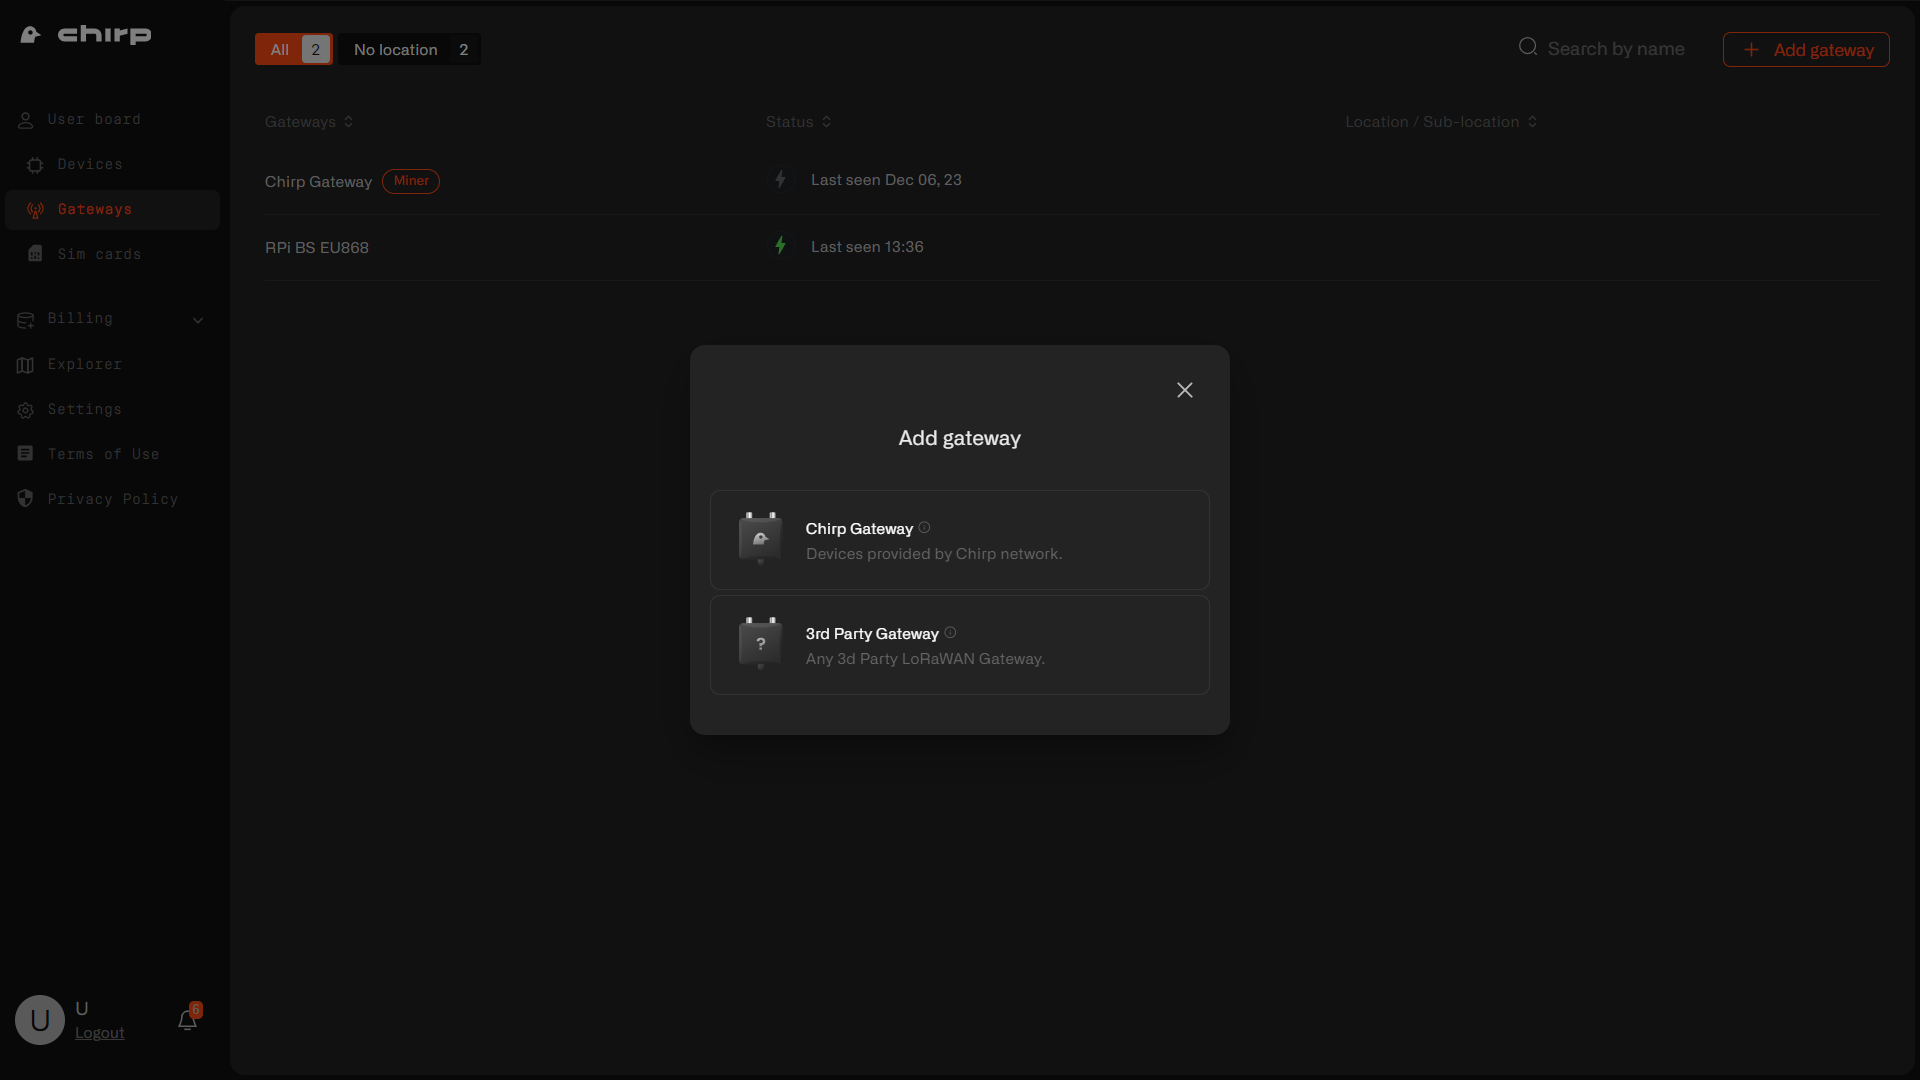 chirp
User board
Devices
Gateways
Sim cards
Billing
Explorer
Settings
Terms of Use
Privacy Policy
U
U
Logout
6
All 2
No location 2
Search by name
Add gateway
Gateways
Status
Location / Sub-location
Chirp Gateway Miner
Last seen Dec 06, 23
RPi BS EU868
Last seen 13:36
Add gateway
Chirp Gateway
Devices provided by Chirp network.
?
3rd Party Gateway
Any 3d Party LoRaWAN Gateway.